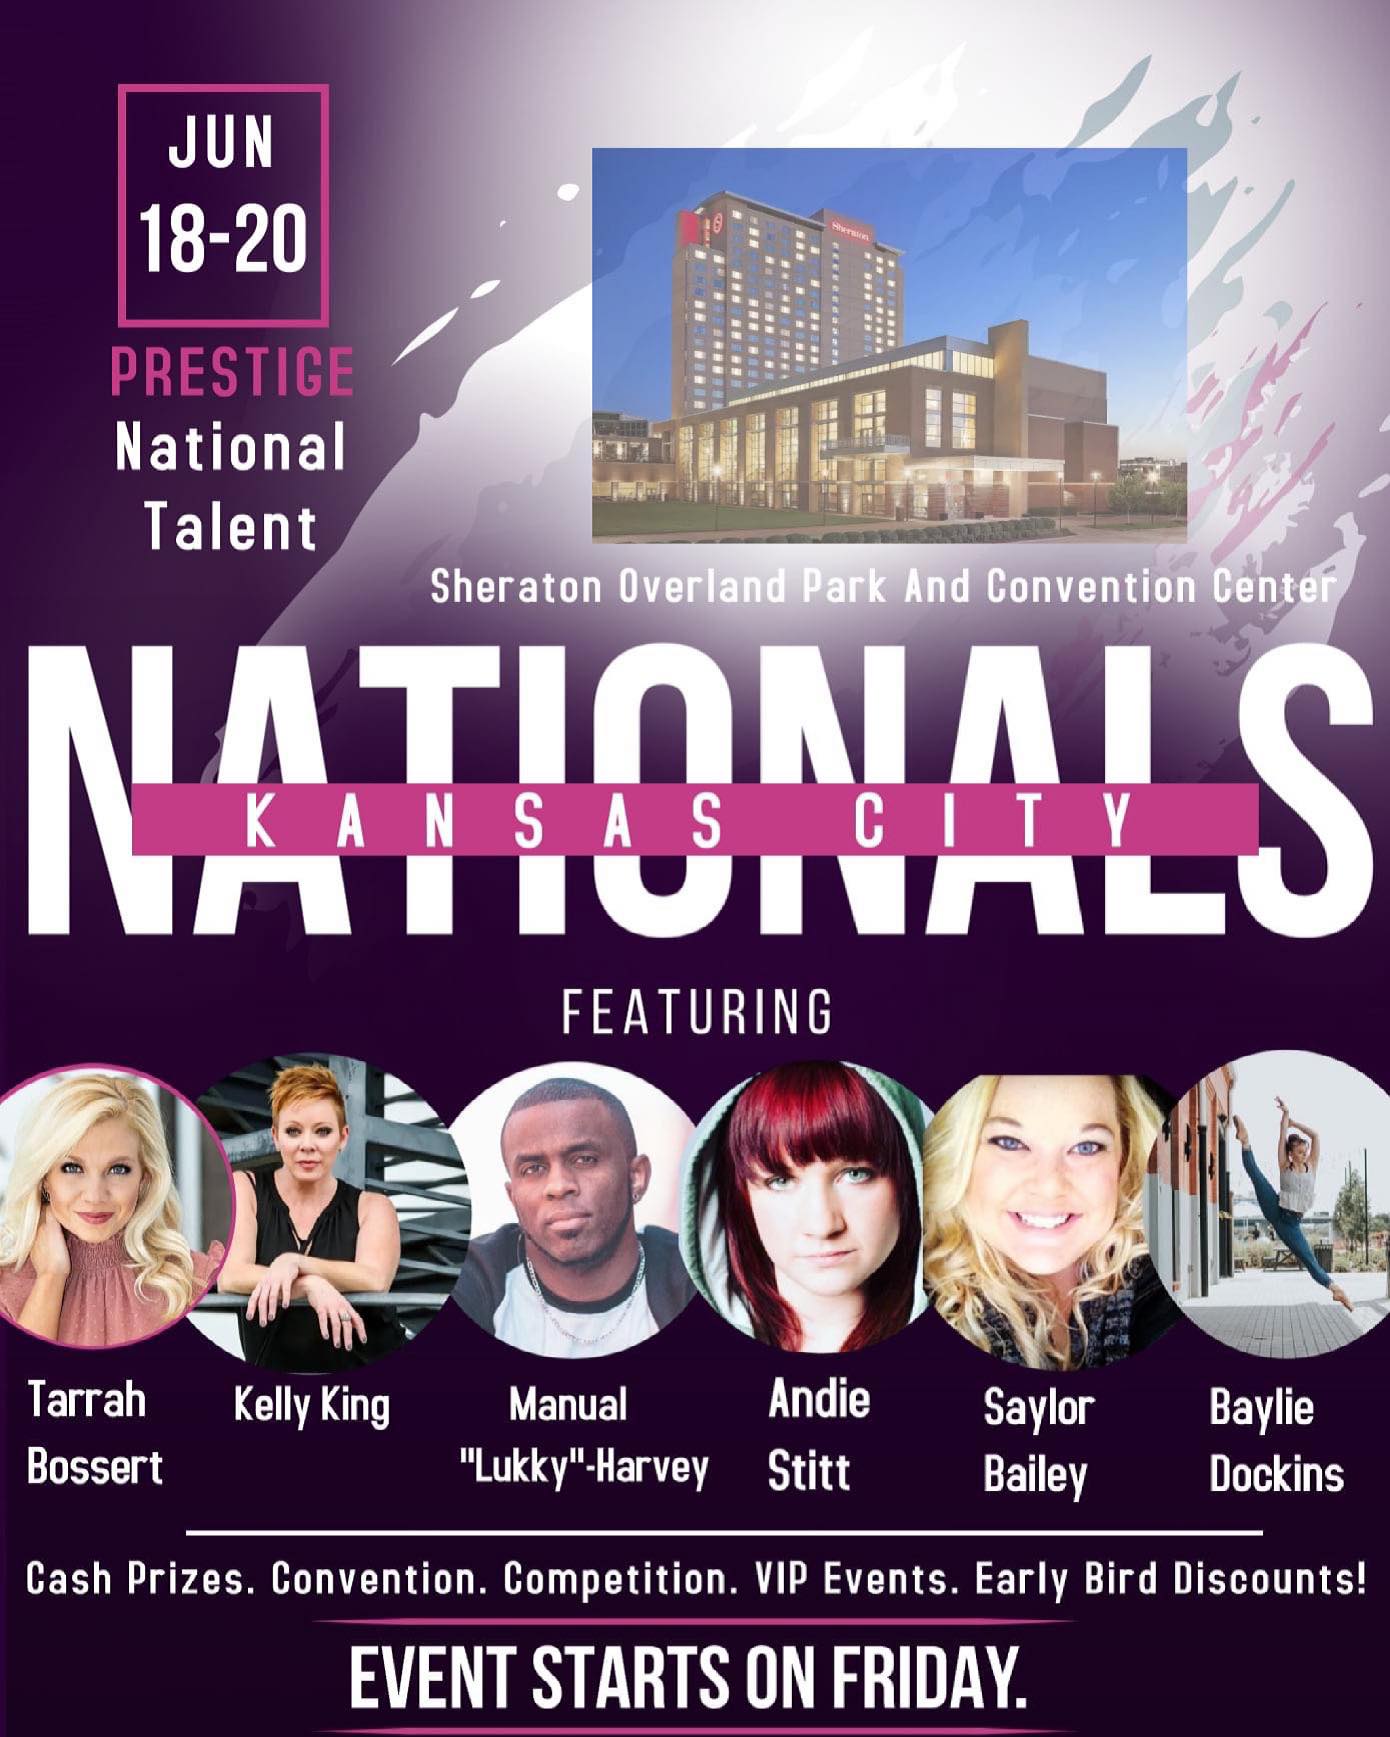 JUN
18-20
PRESTIGE
National
Talent
Sheraton
Sheraton Overland Park And Convention Center
NATIONALS
KANSAS CITY
FEATURING
Tarrah
Bossert
Kelly King
Manual
"Lukky"-Harvey
Andie
Stitt
Saylor
Bailey
Baylie
Dockins
Cash Prizes. Convention. Competition. VIP Events. Early Bird Discounts!
EVENT STARTS ON FRIDAY.